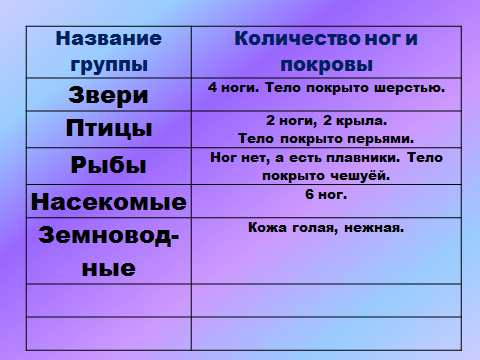 Название
группы
Количество ног и
покровы
Звери
4 ноги. Тело покрыто шерстью.
Птицы
2 ноги, 2 крыла.
Тело покрыто перьями.
Рыбы
Ног нет, а есть плавники. Тело
покрыто чешуёй.
Насекомые
6 ног.
Земновод-
ные
Кожа голая, нежная.